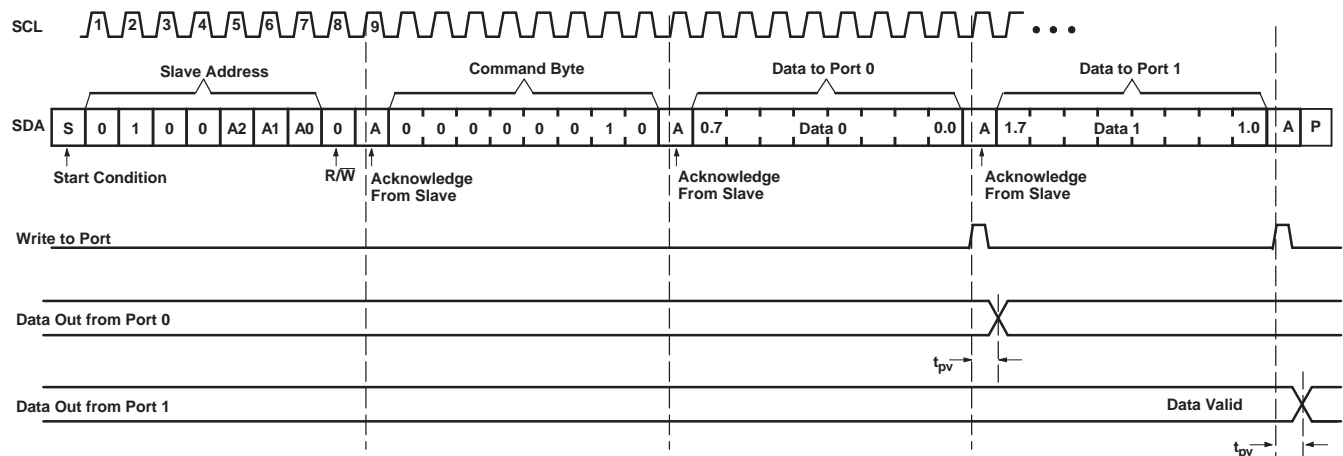 SCL 1 2 3 4 5 6 7 8 9 • • •
Slave Address Command Byte Data to Port 0 Data to Port 1
SDA S 0 1 0 0 A2 A1 A0 0 A 0 0 0 0 0 0 1 0 A 0.7 Data 0 0.0 A 1.7 Data 1 1.0 A P
Start Condition R/W̅ Acknowledge From Slave Acknowledge From Slave Acknowledge From Slave
Write to Port
Data Out from Port 0
tpv
Data Out from Port 1 Data Valid
tpv